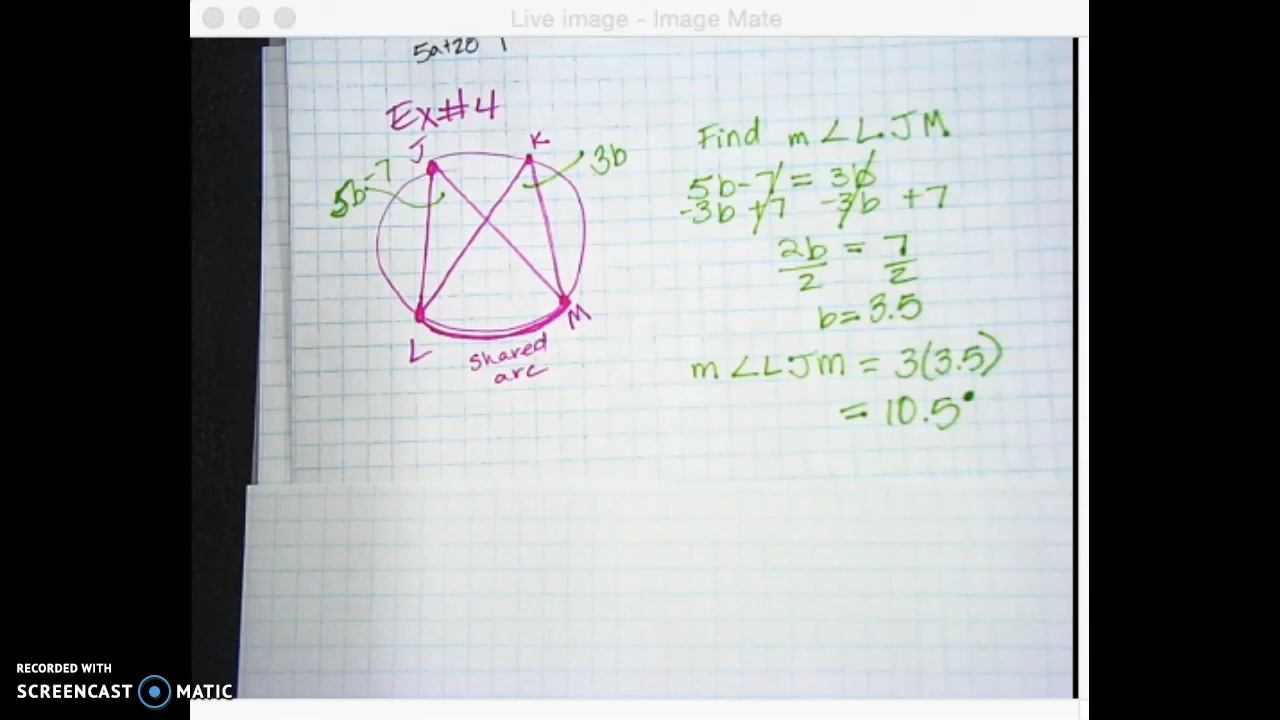 Live image - Image Mate
5a+20
Ex#4
J
K
5b-7
3b
L
M
shared
arc
Find m∠LJM.
5b-7 = 3b
-3b +7 -3b +7
2b = 7
2 2
b=3.5
m∠LJM = 3(3.5)
= 10.5°
RECORDED WITH
SCREENCAST MATIC